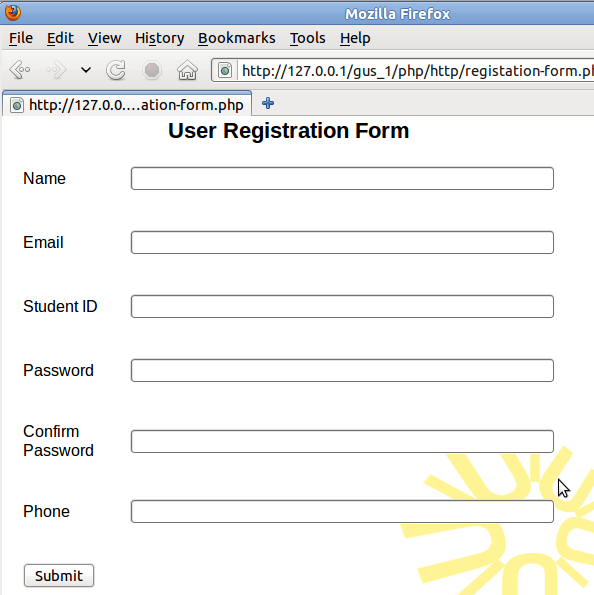 Mozilla Firefox
File Edit View History Bookmarks Tools Help
http://127.0.0.1/gus_1/php/http/registation-form.ph
http://127.0.0.…ation-form.php
User Registration Form
Name
Email
Student ID
Password
Confirm
Password
Phone
Submit